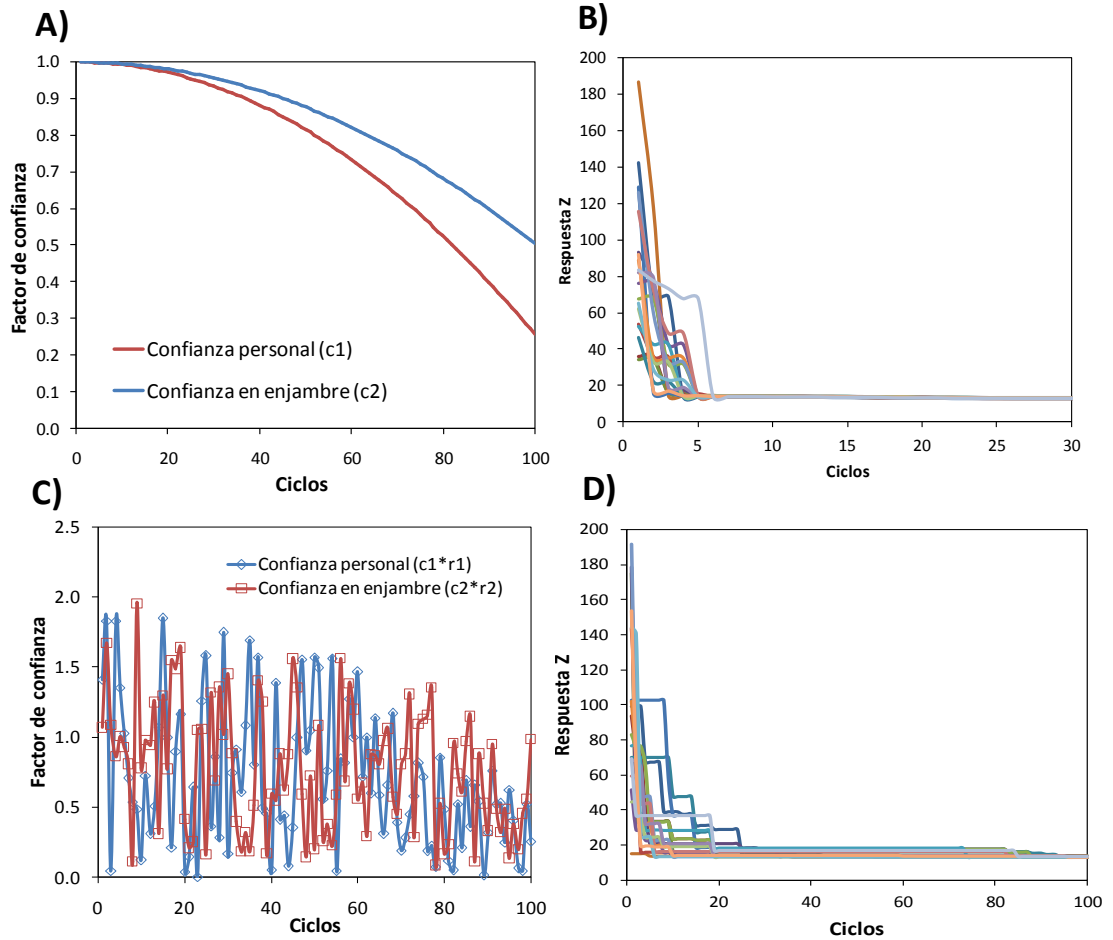 A)
1.0
0.9
0.8
0.7
0.6
0.5
0.4
0.3
0.2
0.1
0.0
Factor de confianza
Confianza personal (c1)
Confianza en enjambre (c2)
0 20 40 60 80 100
Ciclos
B)
200
180
160
140
120
100
80
60
40
20
0
Respuesta Z
0 5 10 15 20 25 30
Ciclos
C)
2.5
2.0
1.5
1.0
0.5
0.0
Factor de confianza
Confianza personal (c1*r1)
Confianza en enjambre (c2*r2)
0 20 40 60 80 100
Ciclos
D)
200
180
160
140
120
100
80
60
40
20
0
Respuesta Z
0 10 20 30 40 50 60 70 80 90 100
Ciclos